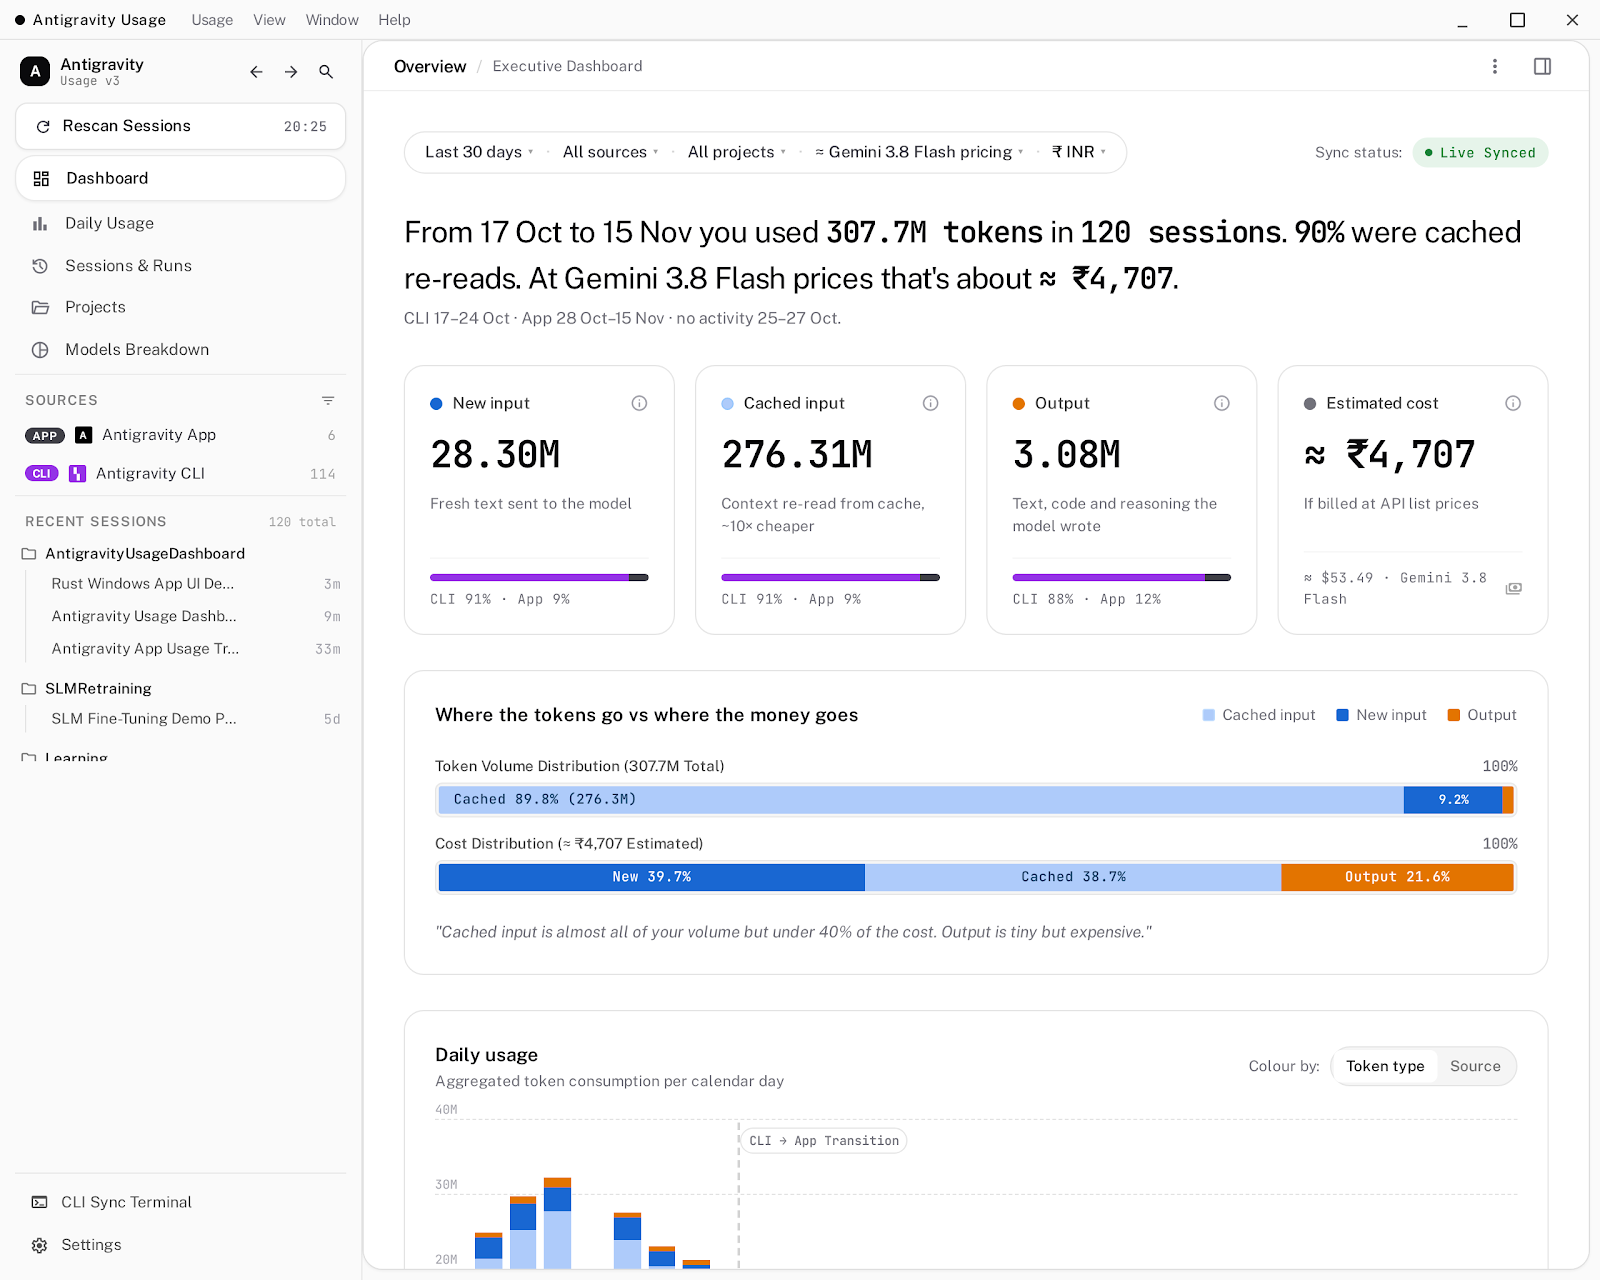 Antigravity Usage Usage View Window Help
A Antigravity
Usage v3
Rescan Sessions 20:25
Dashboard
Daily Usage
Sessions & Runs
Projects
Models Breakdown
SOURCES
APP A Antigravity App 6
CLI Antigravity CLI 114
RECENT SESSIONS 120 total
AntigravityUsageDashboard
Rust Windows App UI De... 3m
Antigravity Usage Dashb... 9m
Antigravity App Usage Tr... 33m
SLMRetraining
SLM Fine-Tuning Demo P... 5d
Learning
CLI Sync Terminal
Settings
Overview / Executive Dashboard
Last 30 days · All sources · All projects · ≈ Gemini 3.8 Flash pricing · ₹ INR
Sync status: Live Synced
From 17 Oct to 15 Nov you used 307.7M tokens in 120 sessions. 90% were cached
re-reads. At Gemini 3.8 Flash prices that's about ≈ ₹4,707.
CLI 17–24 Oct · App 28 Oct–15 Nov · no activity 25–27 Oct.
New input
28.30M
Fresh text sent to the model
CLI 91% · App 9%
Cached input
276.31M
Context re-read from cache,
~10× cheaper
CLI 91% · App 9%
Output
3.08M
Text, code and reasoning the
model wrote
CLI 88% · App 12%
Estimated cost
≈ ₹4,707
If billed at API list prices
≈ $53.49 · Gemini 3.8
Flash
Where the tokens go vs where the money goes
Cached input New input Output
Token Volume Distribution (307.7M Total) 100%
Cached 89.8% (276.3M) 9.2%
Cost Distribution (≈ ₹4,707 Estimated) 100%
New 39.7% Cached 38.7% Output 21.6%
"Cached input is almost all of your volume but under 40% of the cost. Output is tiny but expensive."
Daily usage
Aggregated token consumption per calendar day
Colour by: Token type Source
40M
CLI → App Transition
30M
20M